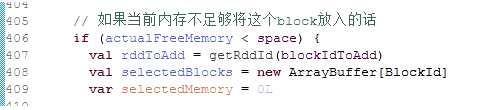 404
405 // 如果当前内存不足够将这个block放入的话
406 if (actualFreeMemory < space) {
407 val rddToAdd = getRddId(blockIdToAdd)
408 val selectedBlocks = new ArrayBuffer[BlockId]
409 var selectedMemory = 0L